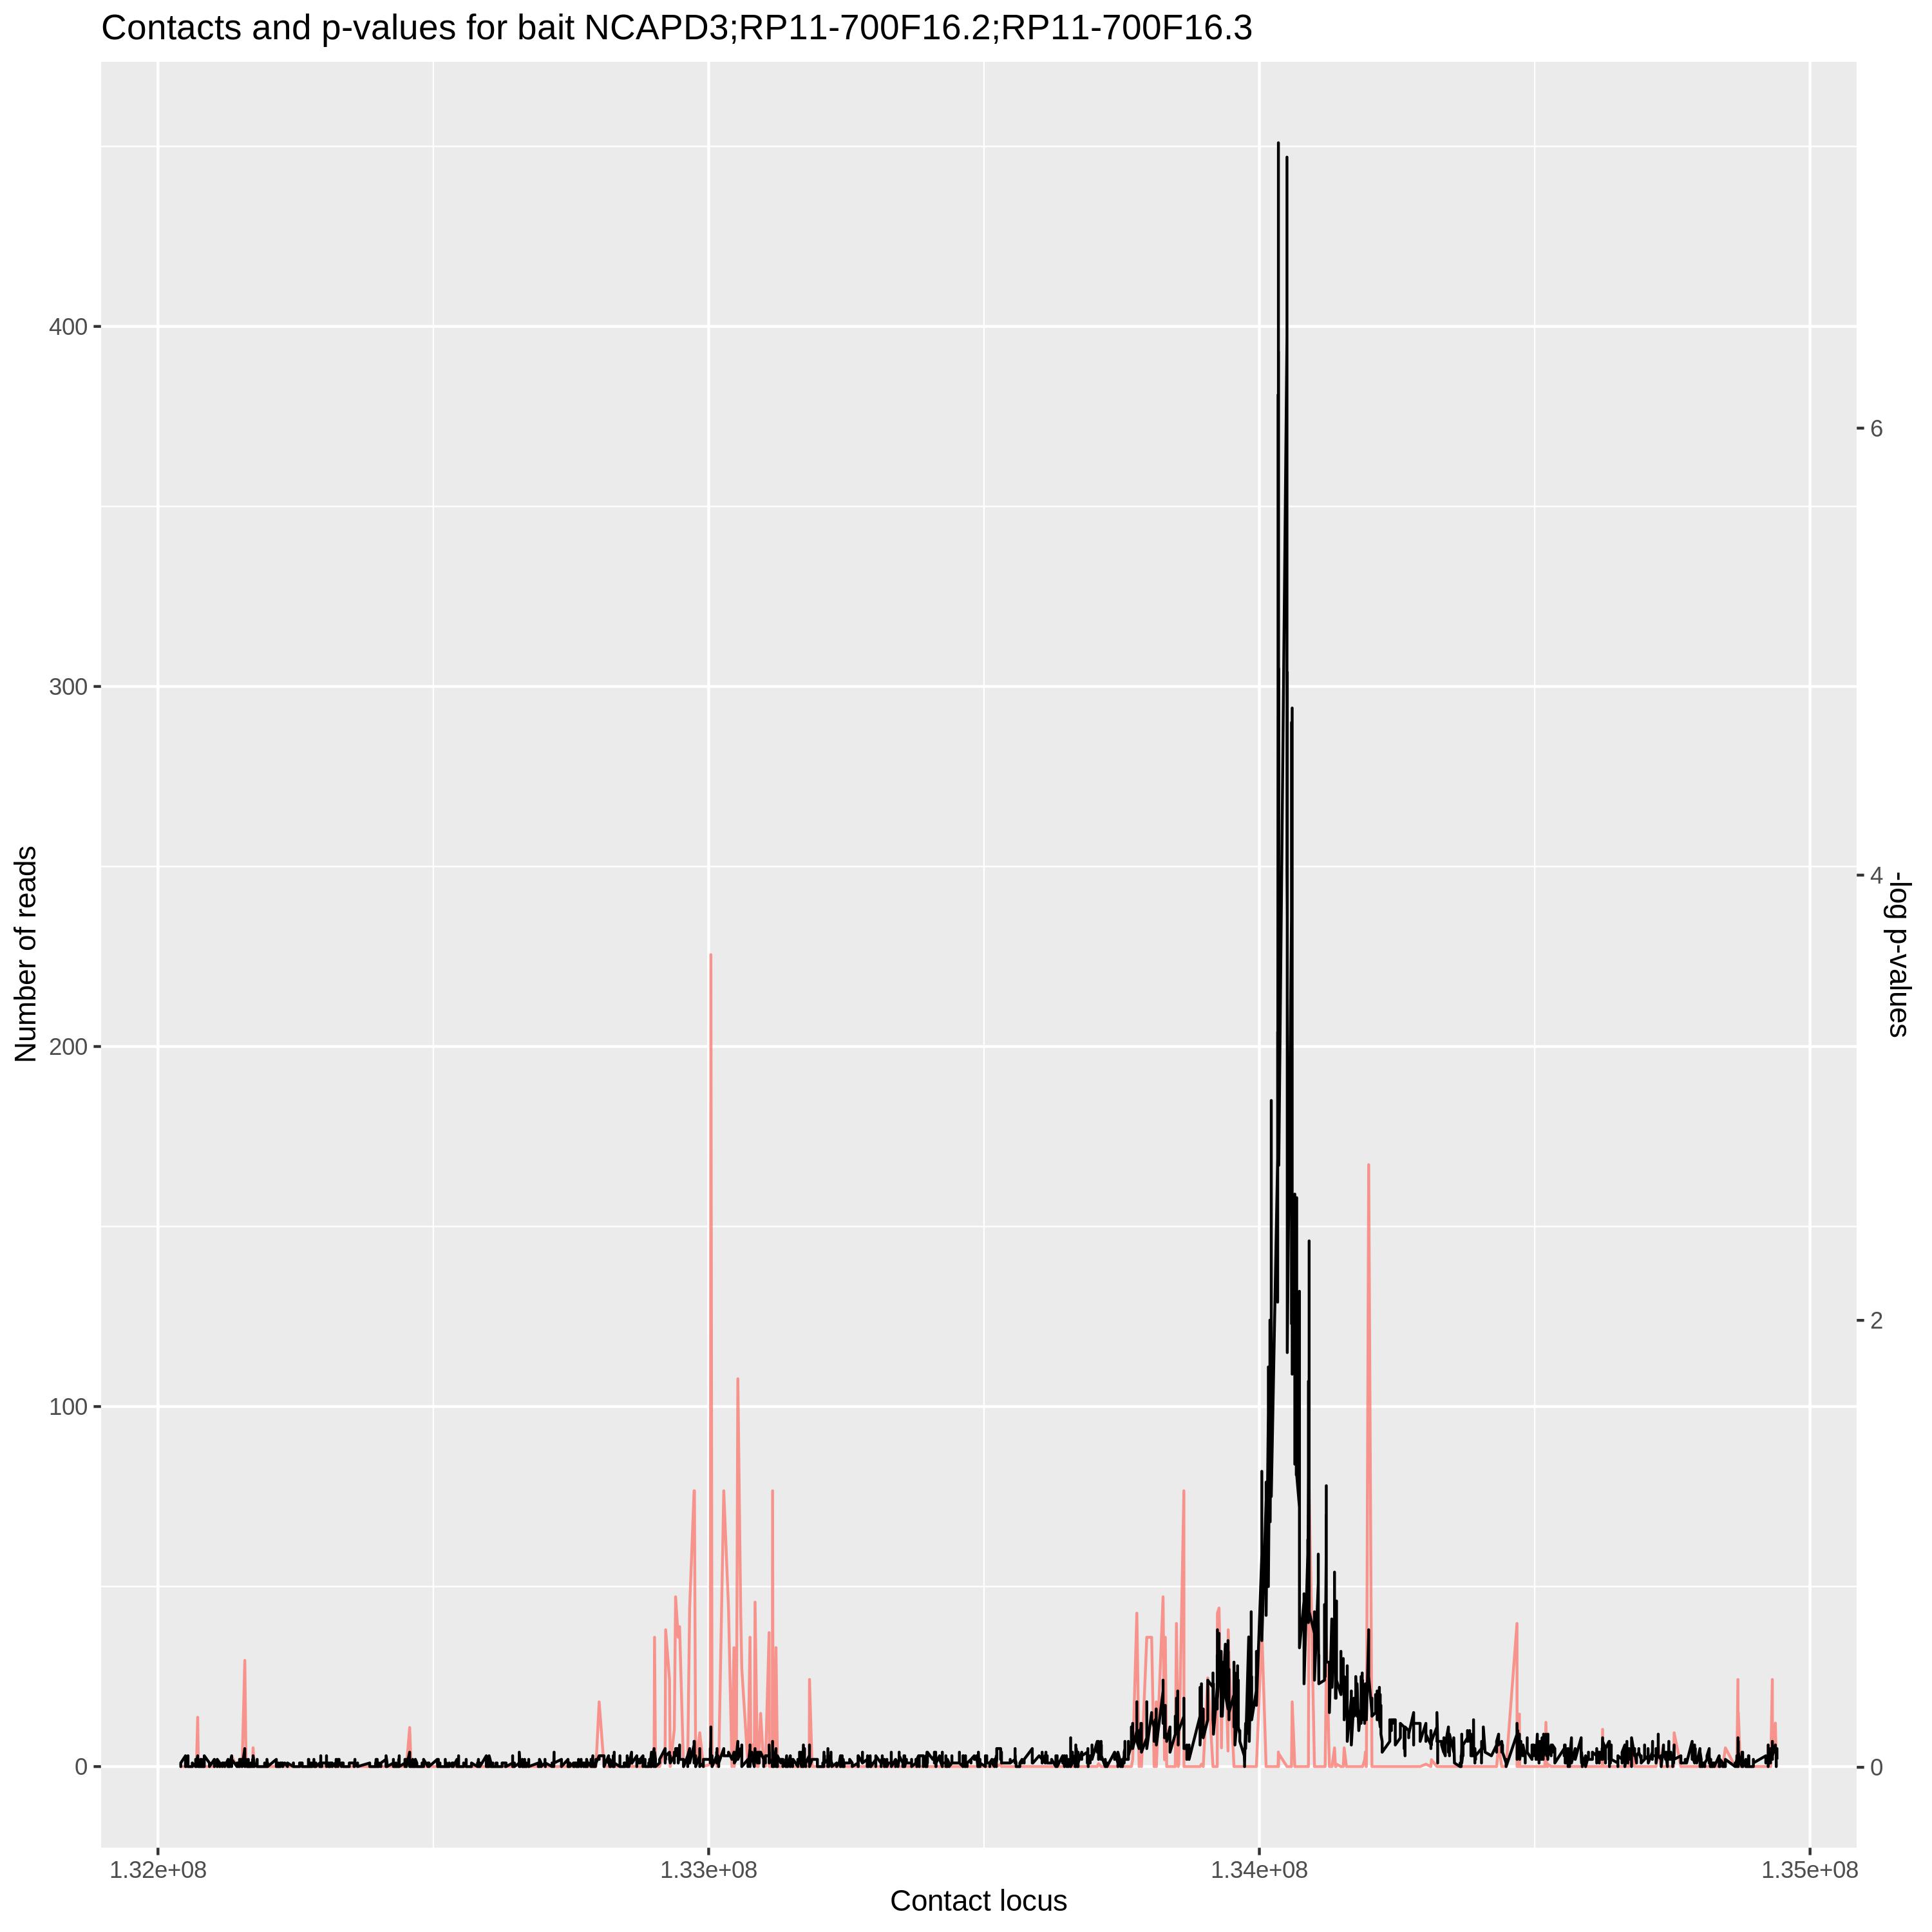 Contacts and p-values for bait NCAPD3;RP11-700F16.2;RP11-700F16.3
Number of reads
400
300
200
100
0
6
4
2
0
-log p-values
1.32e+08
1.33e+08
1.34e+08
1.35e+08
Contact locus